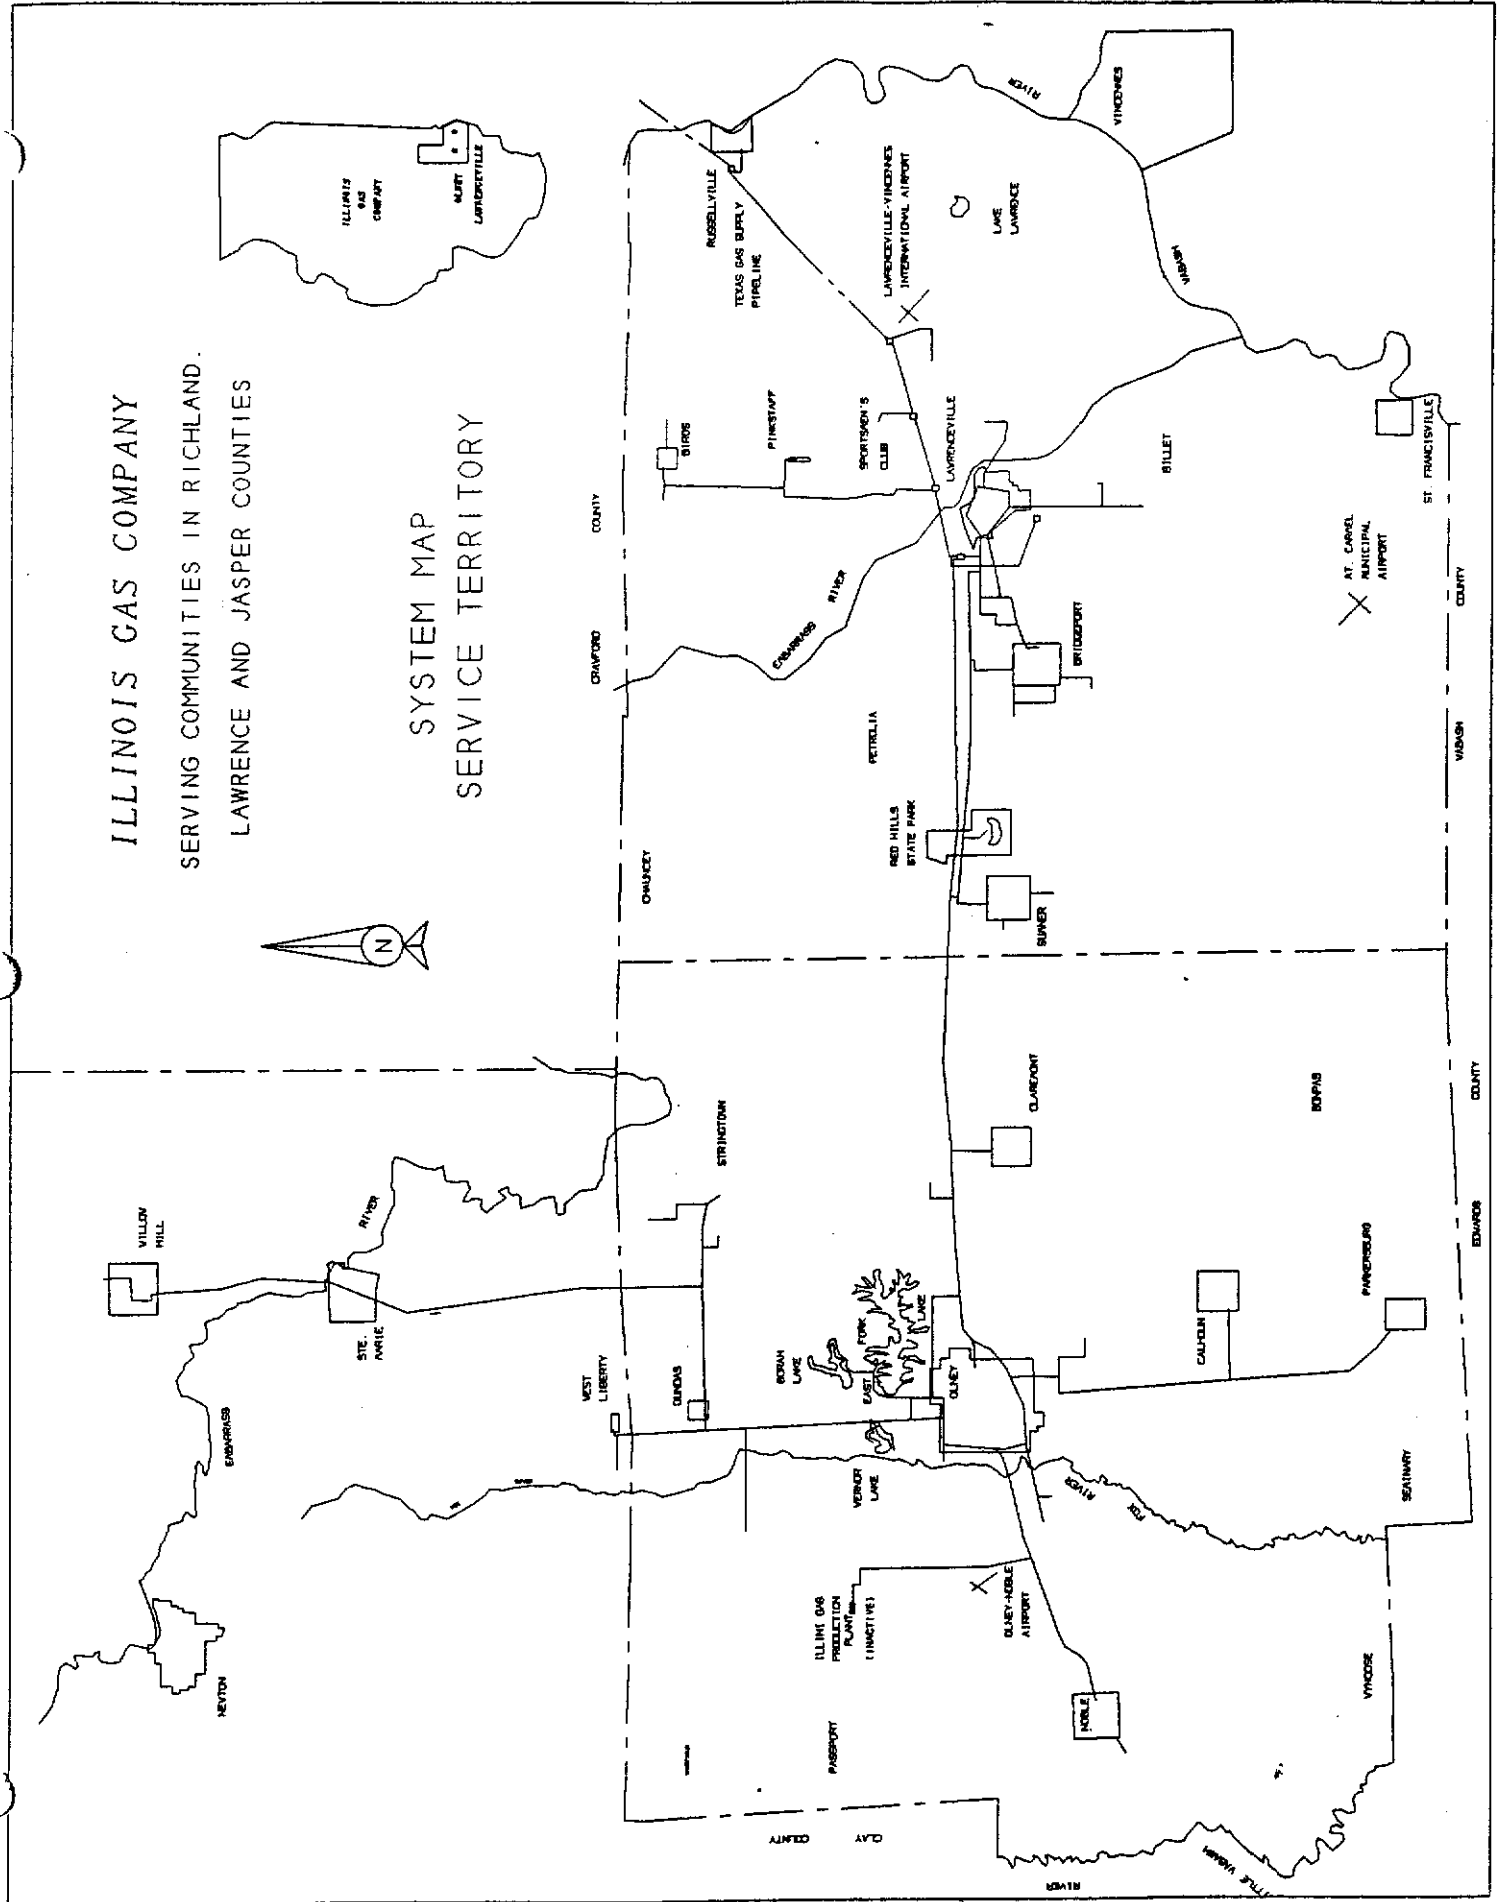 ILLINOIS GAS COMPANY
SERVING COMMUNITIES IN RICHLAND.
LAWRENCE AND JASPER COUNTIES
SYSTEM MAP
SERVICE TERRITORY
N
ILLINOIS
GAS
COMPANY
OLNEY
LAWRENCEVILLE
WILLOW
HILL
RIVER
STE.
MARIE
EMBARRASS
NEWTON
CRAWFORD
COUNTY
CHAUNCEY
WEST
LIBERTY
DUNDAS
STRINGTOWN
BIRDS
PINKSTAFF
RUSSELLVILLE
TEXAS GAS SUPPLY
PIPELINE
RIVER
VINCENNES
LAWRENCEVILLE-VINCENNES
INTERNATIONAL AIRPORT
LAKE
LAWRENCE
SPORTSMEN'S
CLUB
LAWRENCEVILLE
EMBARRASS
RIVER
PETROLIA
RED HILLS
STATE PARK
SUMNER
BRIDGEPORT
BILLET
WABASH
ST. FRANCISVILLE
MT. CARMEL
MUNICIPAL
AIRPORT
BORAH
LAKE
EAST
FORK
LAKE
OLNEY
VERNOR
LAKE
CLAREMONT
BONPAS
CALHOUN
PARKERSBURG
RIVER
FOX
SEMINARY
ILLINI GAS
PRODUCTION
PLANT
(INACTIVE)
OLNEY-NOBLE
AIRPORT
NOBLE
PASSPORT
WYNOOSE
CLAY
COUNTY
RIVER
WABASH
EDWARDS
COUNTY
WABASH
COUNTY